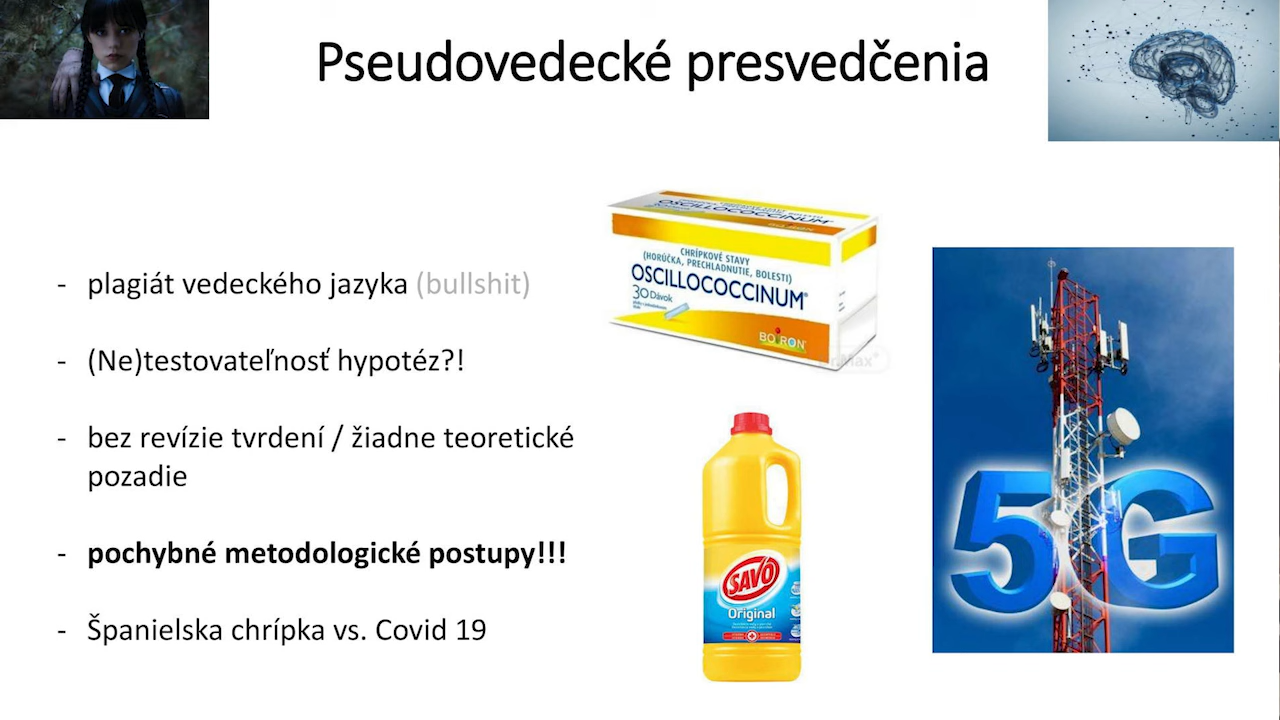 Pseudovedecké presvedčenia
- plagiát vedeckého jazyka (bullshit)
- (Ne)testovateľnosť hypotéz?!
- bez revízie tvrdení / žiadne teoretické
pozadie
- pochybné metodologické postupy!!!
- Španielska chrípka vs. Covid 19
OSCILLOCOCCINUM
BOIRON
CHRÍPKOVÉ STAVY
(HORÚČKA, PRECHLADNUTIE, BOLESTI)
OSCILLOCOCCINUM®
30 Dávok
BOIRON
SAVO
Original
5G